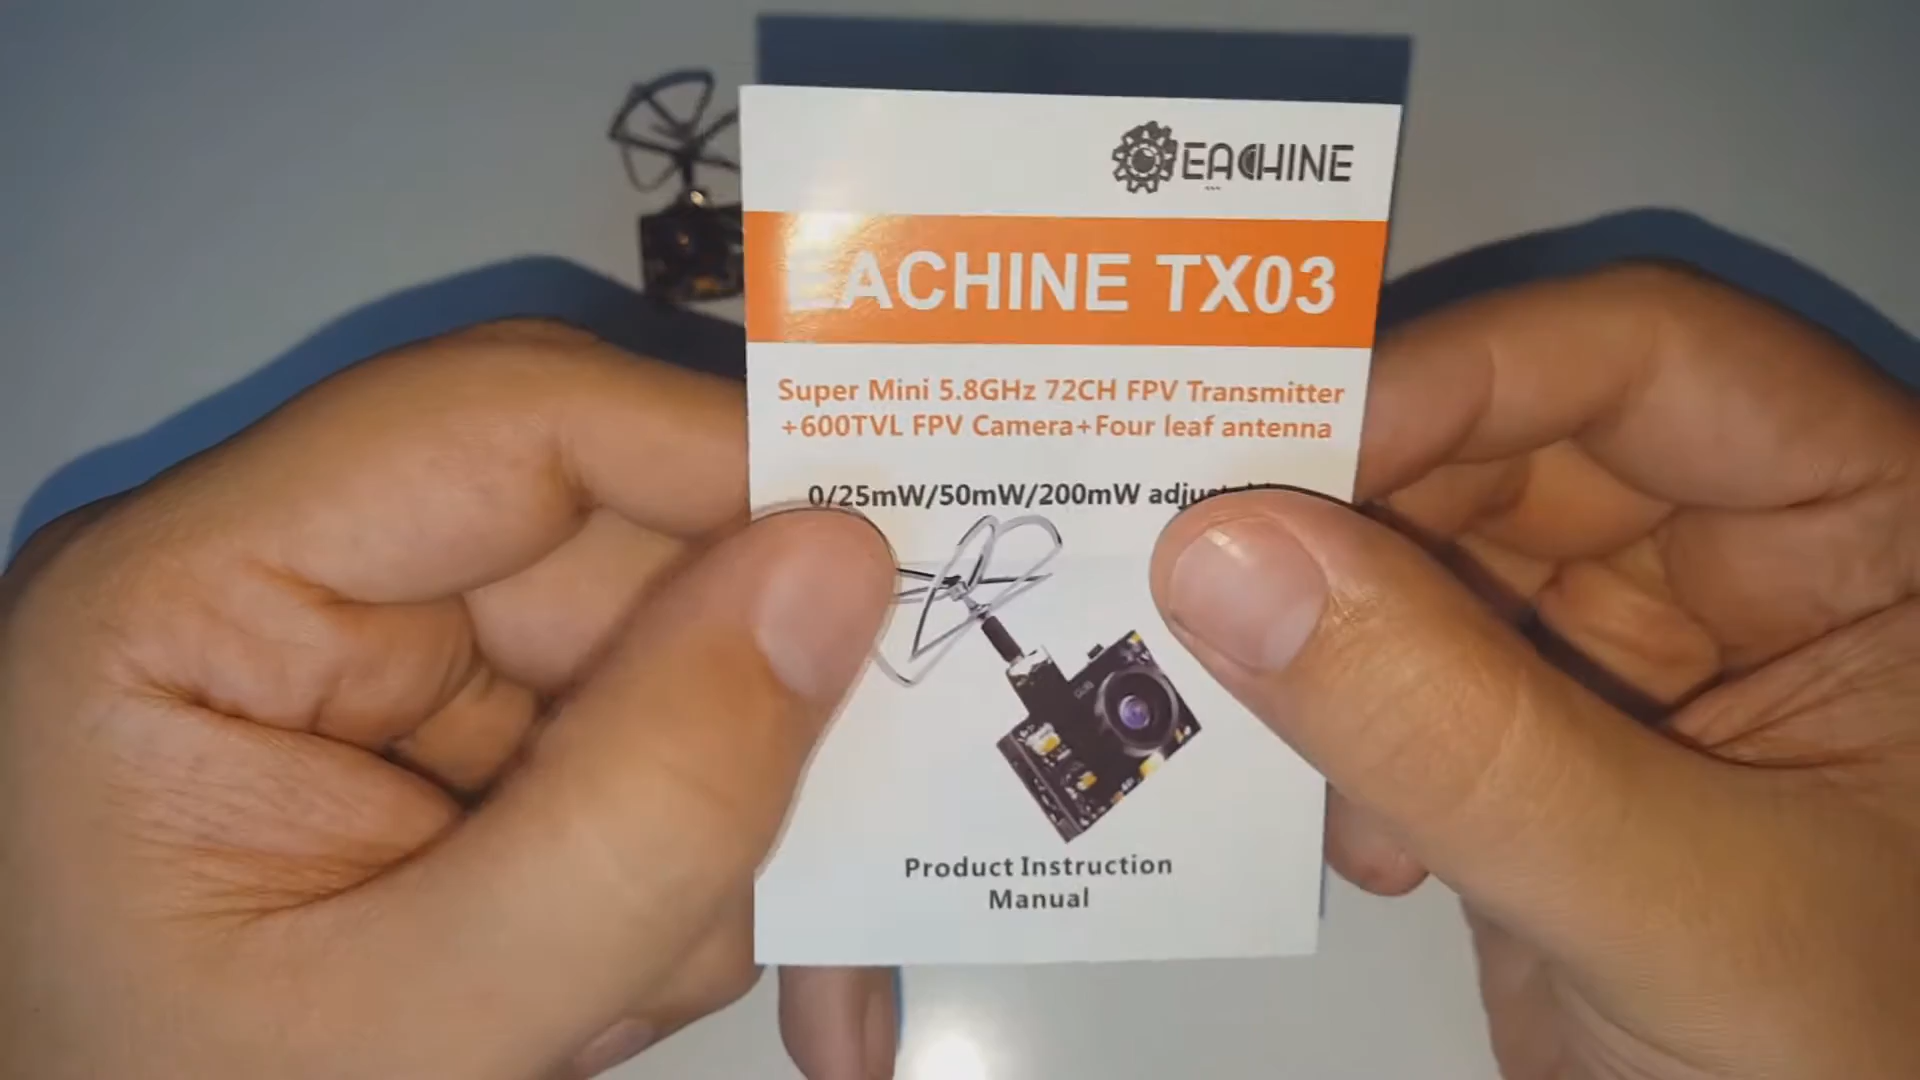 EACHINE
EACHINE TX03
Super Mini 5.8GHz 72CH FPV Transmitter
+600TVL FPV Camera+Four leaf antenna
0/25mW/50mW/200mW
Product Instruction
Manual